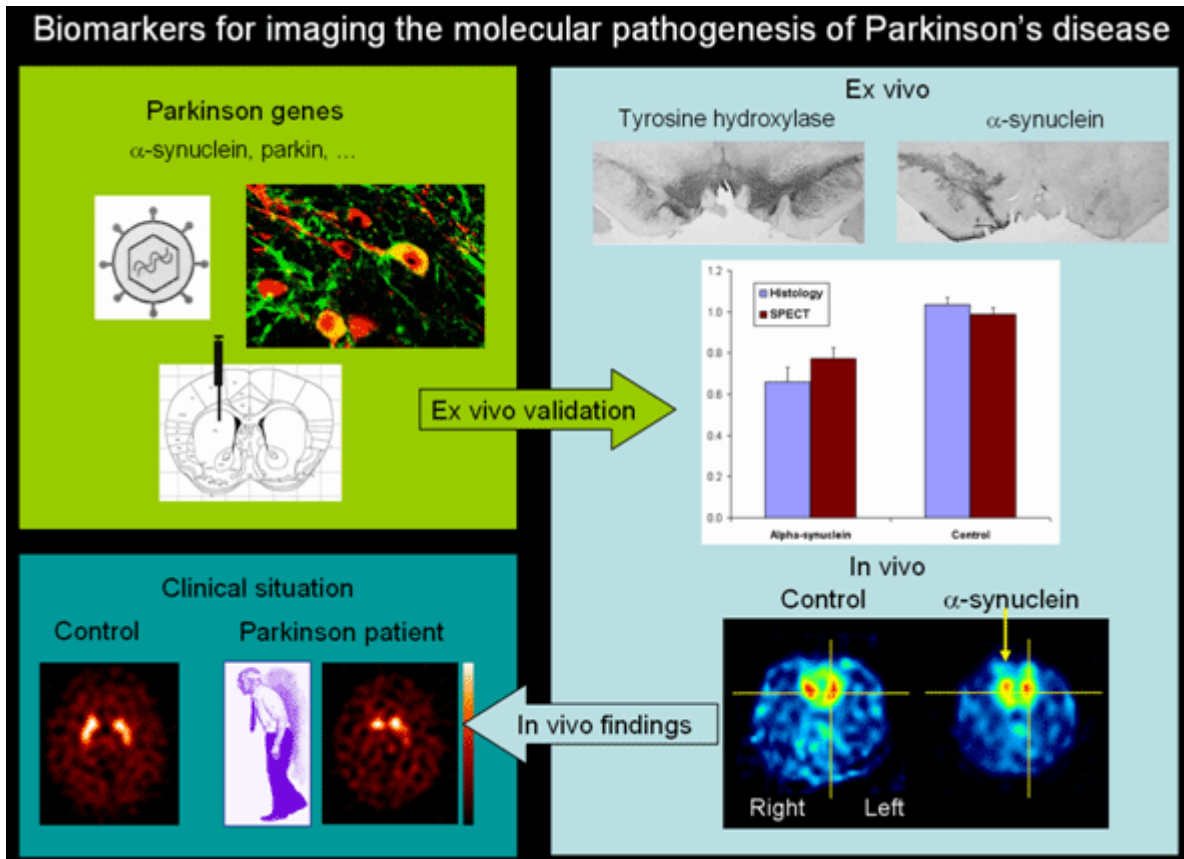 Biomarkers for imaging the molecular pathogenesis of Parkinson's disease
Parkinson genes
α-synuclein, parkin, ...
Ex vivo validation
Ex vivo
Tyrosine hydroxylase
α-synuclein
1.2
1.0
0.8
0.6
0.4
0.2
0.0
Histology
SPECT
Alpha-synuclein
Control
In vivo
Control
α-synuclein
Right
Left
In vivo findings
Clinical situation
Control
Parkinson patient